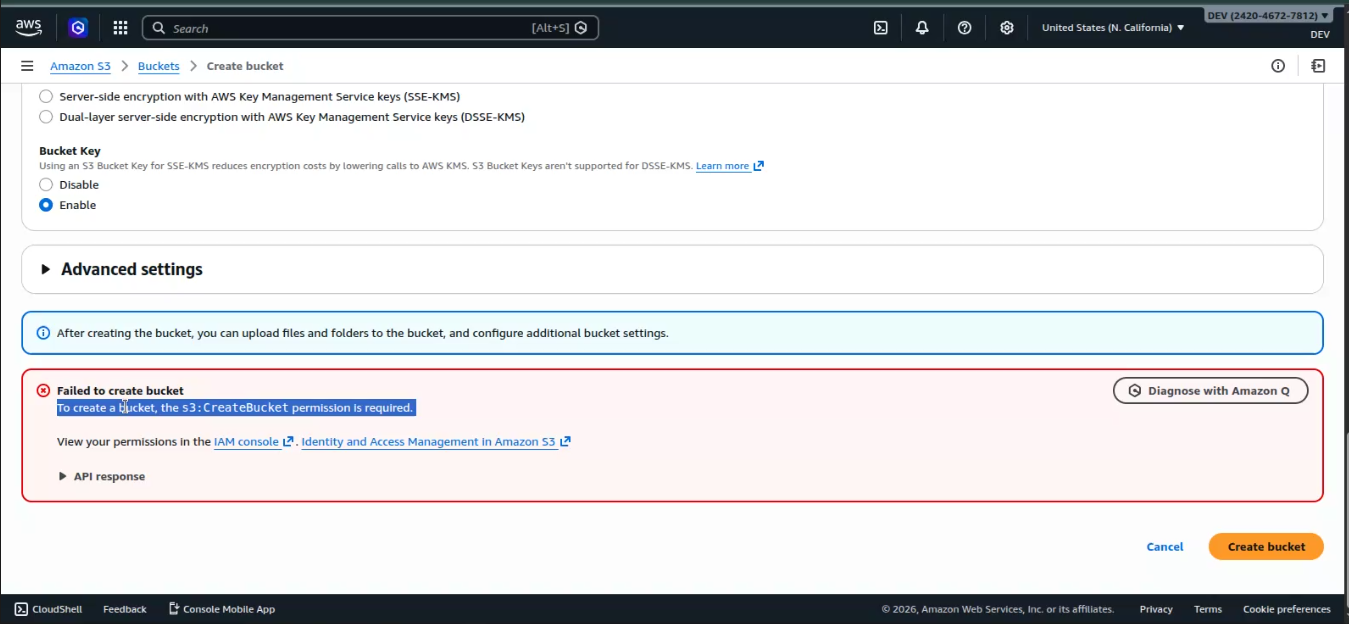 aws
Search [Alt+S]
United States (N. California)
DEV (2420-4672-7812)
DEV
Amazon S3 > Buckets > Create bucket
Server-side encryption with AWS Key Management Service keys (SSE-KMS)
Dual-layer server-side encryption with AWS Key Management Service keys (DSSE-KMS)
Bucket Key
Using an S3 Bucket Key for SSE-KMS reduces encryption costs by lowering calls to AWS KMS. S3 Bucket Keys aren't supported for DSSE-KMS. Learn more
Disable
Enable
Advanced settings
After creating the bucket, you can upload files and folders to the bucket, and configure additional bucket settings.
Failed to create bucket
Diagnose with Amazon Q
To create a bucket, the s3:CreateBucket permission is required.
View your permissions in the IAM console. Identity and Access Management in Amazon S3
API response
Cancel
Create bucket
CloudShell Feedback Console Mobile App © 2026, Amazon Web Services, Inc. or its affiliates. Privacy Terms Cookie preferences